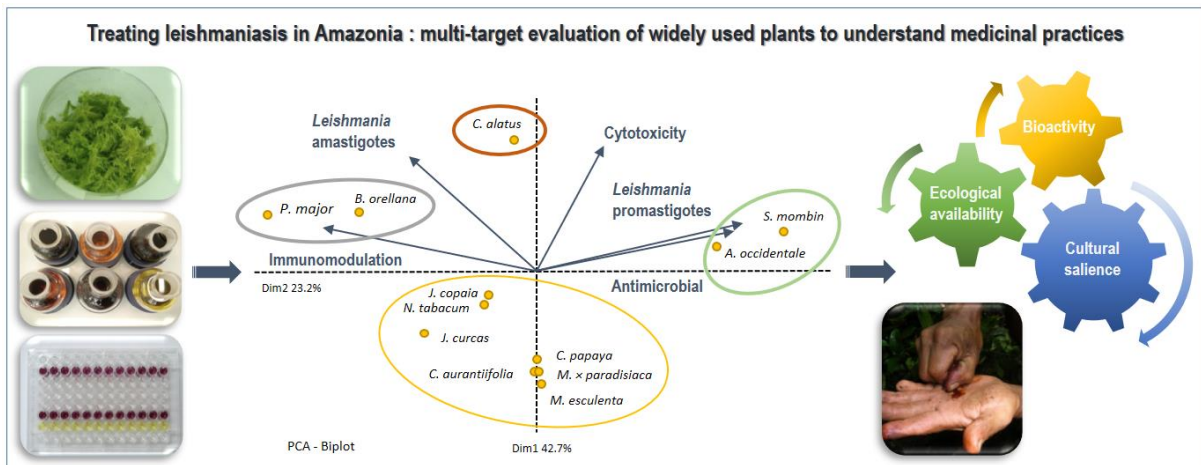 Treating leishmaniasis in Amazonia : multi-target evaluation of widely used plants to understand medicinal practices
Leishmania
amastigotes
C. alatus
Cytotoxicity
Leishmania
promastigotes
P. major
B. orellana
S. mombin
A. occidentale
Immunomodulation
Antimicrobial
Dim2 23.2%
J. copaia
N. tabacum
J. curcas
C. papaya
C. aurantiifolia
M. × paradisiaca
M. esculenta
PCA - Biplot
Dim1 42.7%
Bioactivity
Ecological
availability
Cultural
salience